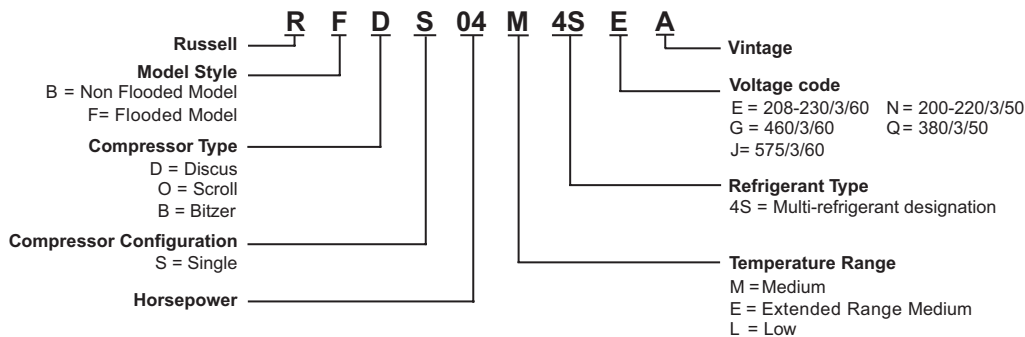 R F D S 04 M 4S E A
Russell
Model Style
B = Non Flooded Model
F= Flooded Model
Compressor Type
D = Discus
O = Scroll
B = Bitzer
Compressor Configuration
S = Single
Horsepower
Vintage
Voltage code
E = 208-230/3/60 N = 200-220/3/50
G = 460/3/60 Q = 380/3/50
J= 575/3/60
Refrigerant Type
4S = Multi-refrigerant designation
Temperature Range
M = Medium
E = Extended Range Medium
L = Low